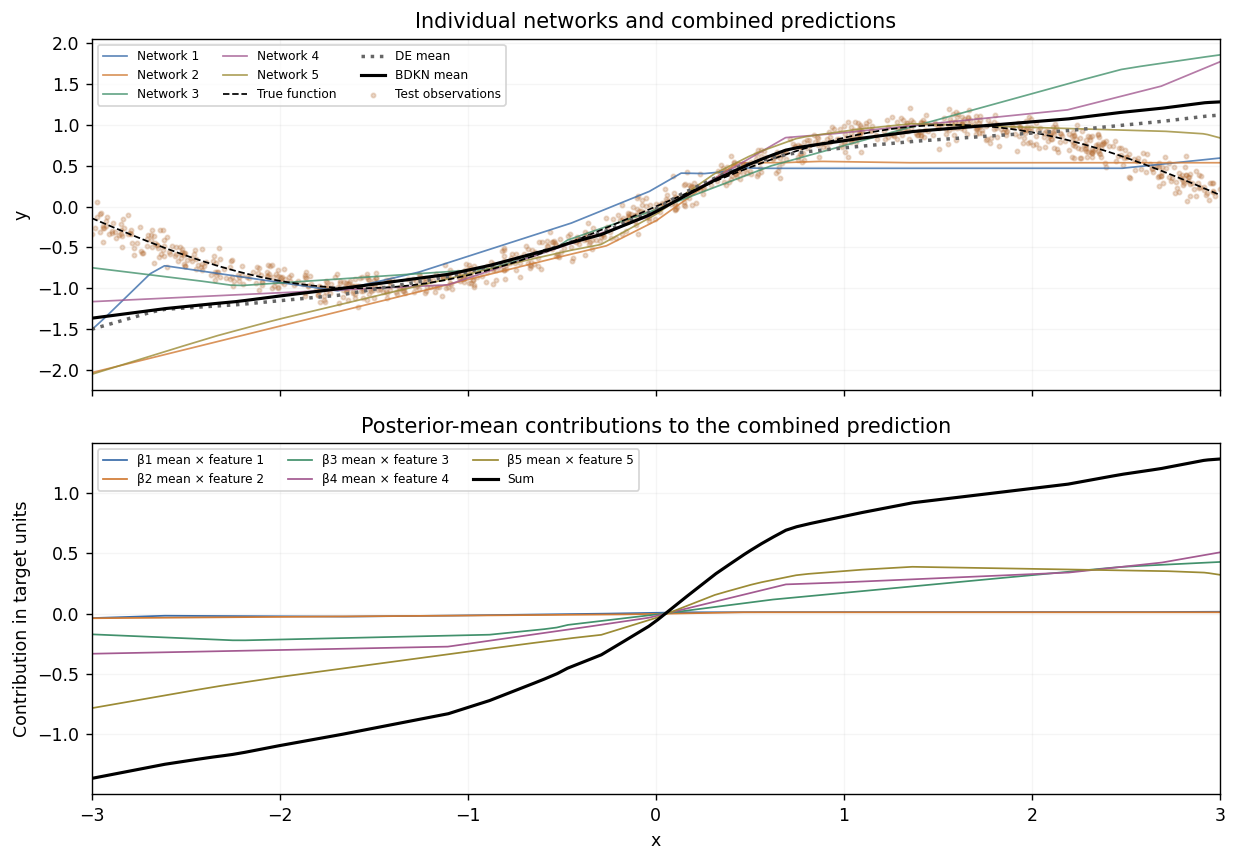 Individual networks and combined predictions
Network 1
Network 2
Network 3
Network 4
Network 5
True function
DE mean
BDKN mean
Test observations
y
2.0
1.5
1.0
0.5
0.0
−0.5
−1.0
−1.5
−2.0
Posterior-mean contributions to the combined prediction
β1 mean × feature 1
β2 mean × feature 2
β3 mean × feature 3
β4 mean × feature 4
β5 mean × feature 5
Sum
Contribution in target units
1.0
0.5
0.0
−0.5
−1.0
−3 −2 −1 0 1 2 3
x